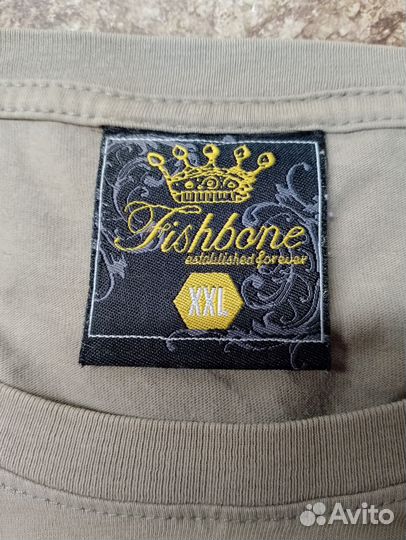 Fishbone
established forever
XXL
Avito